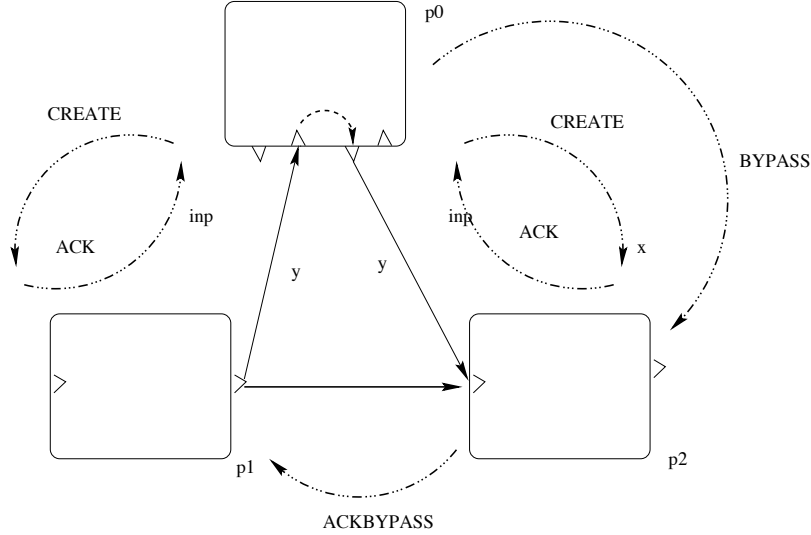 p0
CREATE
CREATE
BYPASS
inp
inp
ACK
ACK
x
y
y
p1
p2
ACKBYPASS